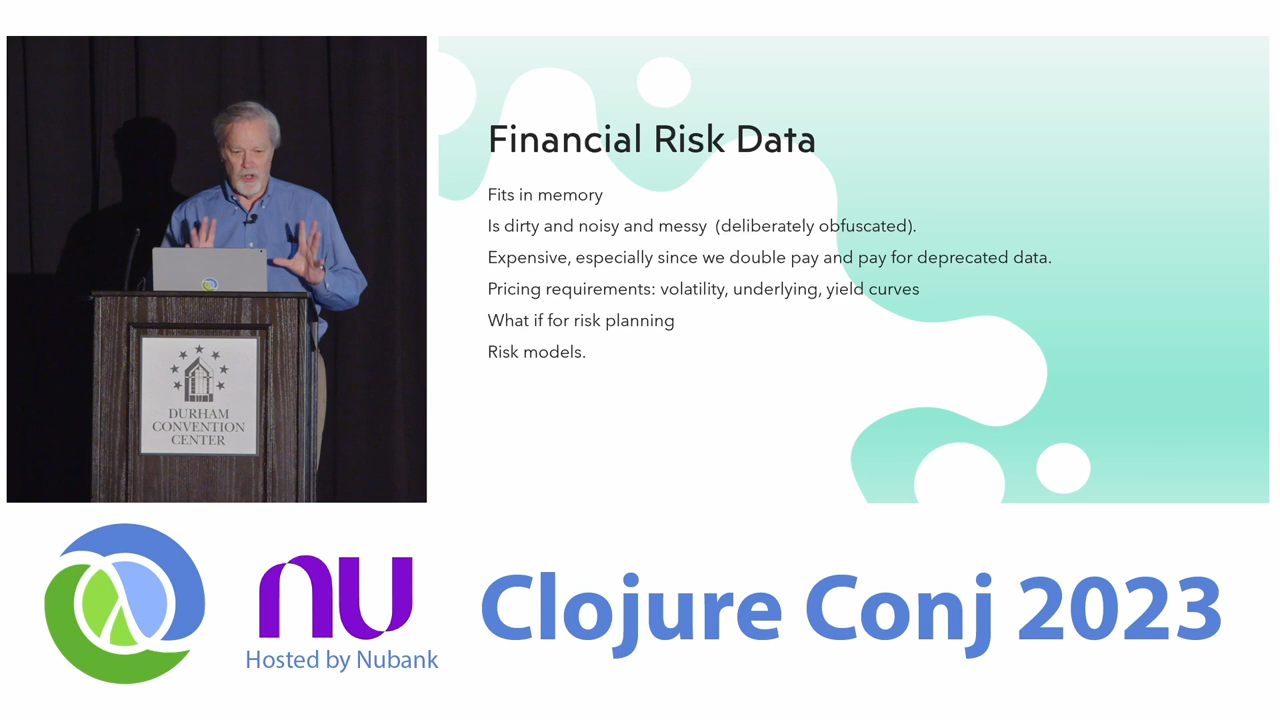 Financial Risk Data
Fits in memory
Is dirty and noisy and messy (deliberately obfuscated).
Expensive, especially since we double pay and pay for deprecated data.
Pricing requirements: volatility, underlying, yield curves
What if for risk planning
Risk models.
DURHAM
CONVENTION
CENTER
nu
Hosted by Nubank
Clojure Conj 2023